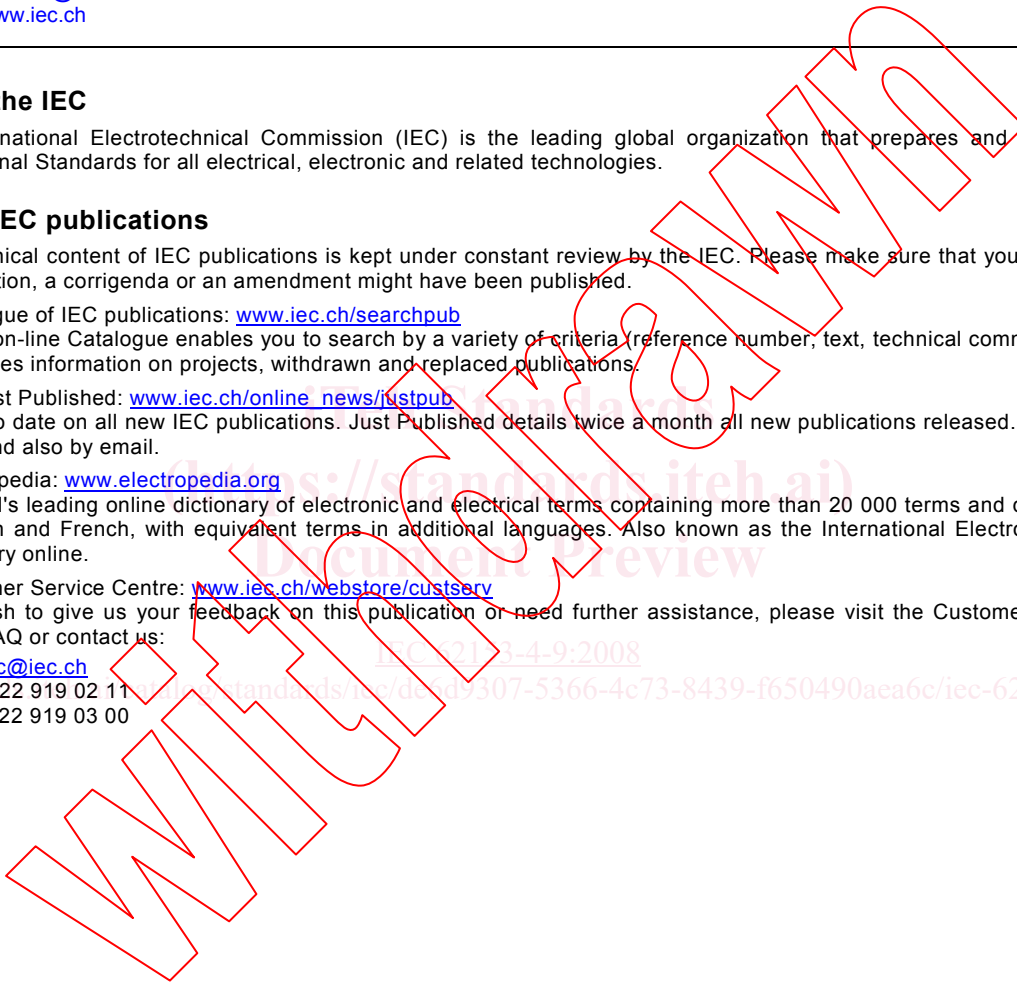 ww.iec.ch
the IEC
rnational Electrotechnical Commission (IEC) is the leading global organization that prepares and
nal Standards for all electrical, electronic and related technologies.
EC publications
nical content of IEC publications is kept under constant review by the IEC. Please make sure that you
tion, a corrigenda or an amendment might have been published.
gue of IEC publications: www.iec.ch/searchpub
on-line Catalogue enables you to search by a variety of criteria (reference number, text, technical comm
es information on projects, withdrawn and replaced publications.
st Published: www.iec.ch/online_news/justpub
iTeh Standards
o date on all new IEC publications. Just Published details twice a month all new publications released.
nd also by email.
pedia: www.electropedia.org
(https://standards.iteh.ai)
d's leading online dictionary of electronic and electrical terms containing more than 20 000 terms and d
h and French, with equivalent terms in additional languages. Also known as the International Electro
ry online.
Document Preview
mer Service Centre: www.iec.ch/webstore/custserv
sh to give us your feedback on this publication or need further assistance, please visit the Custome
AQ or contact us:
IEC 62153-4-9:2008
c@iec.ch
22 919 02 11
catalog/standards/iec/de6d9307-5366-4c73-8439-f650490aea6c/iec-62
22 919 03 00
withdrawn